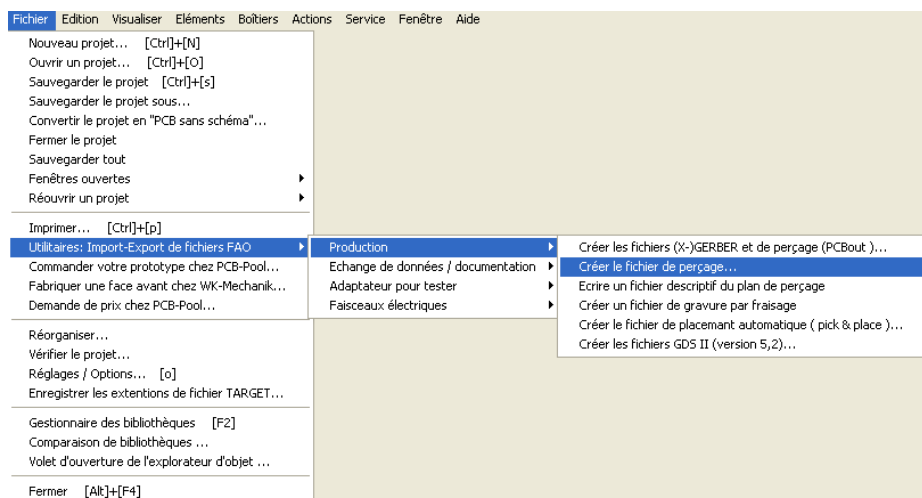 Fichier Edition Visualiser Eléments Boîtiers Actions Service Fenêtre Aide
Nouveau projet... [Ctrl]+[N]
Ouvrir un projet... [Ctrl]+[O]
Sauvegarder le projet [Ctrl]+[s]
Sauvegarder le projet sous...
Convertir le projet en "PCB sans schéma"...
Fermer le projet
Sauvegarder tout
Fenêtres ouvertes
Réouvrir un projet
Imprimer... [Ctrl]+[p]
Utilitaires: Import-Export de fichiers FAO
Commander votre prototype chez PCB-Pool...
Fabriquer une face avant chez WK-Mechanik...
Demande de prix chez PCB-Pool...
Réorganiser...
Vérifier le projet...
Réglages / Options... [o]
Enregistrer les extentions de fichier TARGET...
Gestionnaire des bibliothèques [F2]
Comparaison de bibliothèques ...
Volet d'ouverture de l'explorateur d'objet ...
Fermer [Alt]+[F4]
Production
Echange de données / documentation
Adaptateur pour tester
Faisceaux électriques
Créer les fichiers (X-)GERBER et de perçage (PCBout )...
Créer le fichier de perçage...
Ecrire un fichier descriptif du plan de perçage
Créer un fichier de gravure par fraisage
Créer le fichier de placemant automatique ( pick & place )...
Créer les fichiers GDS II (version 5,2)...